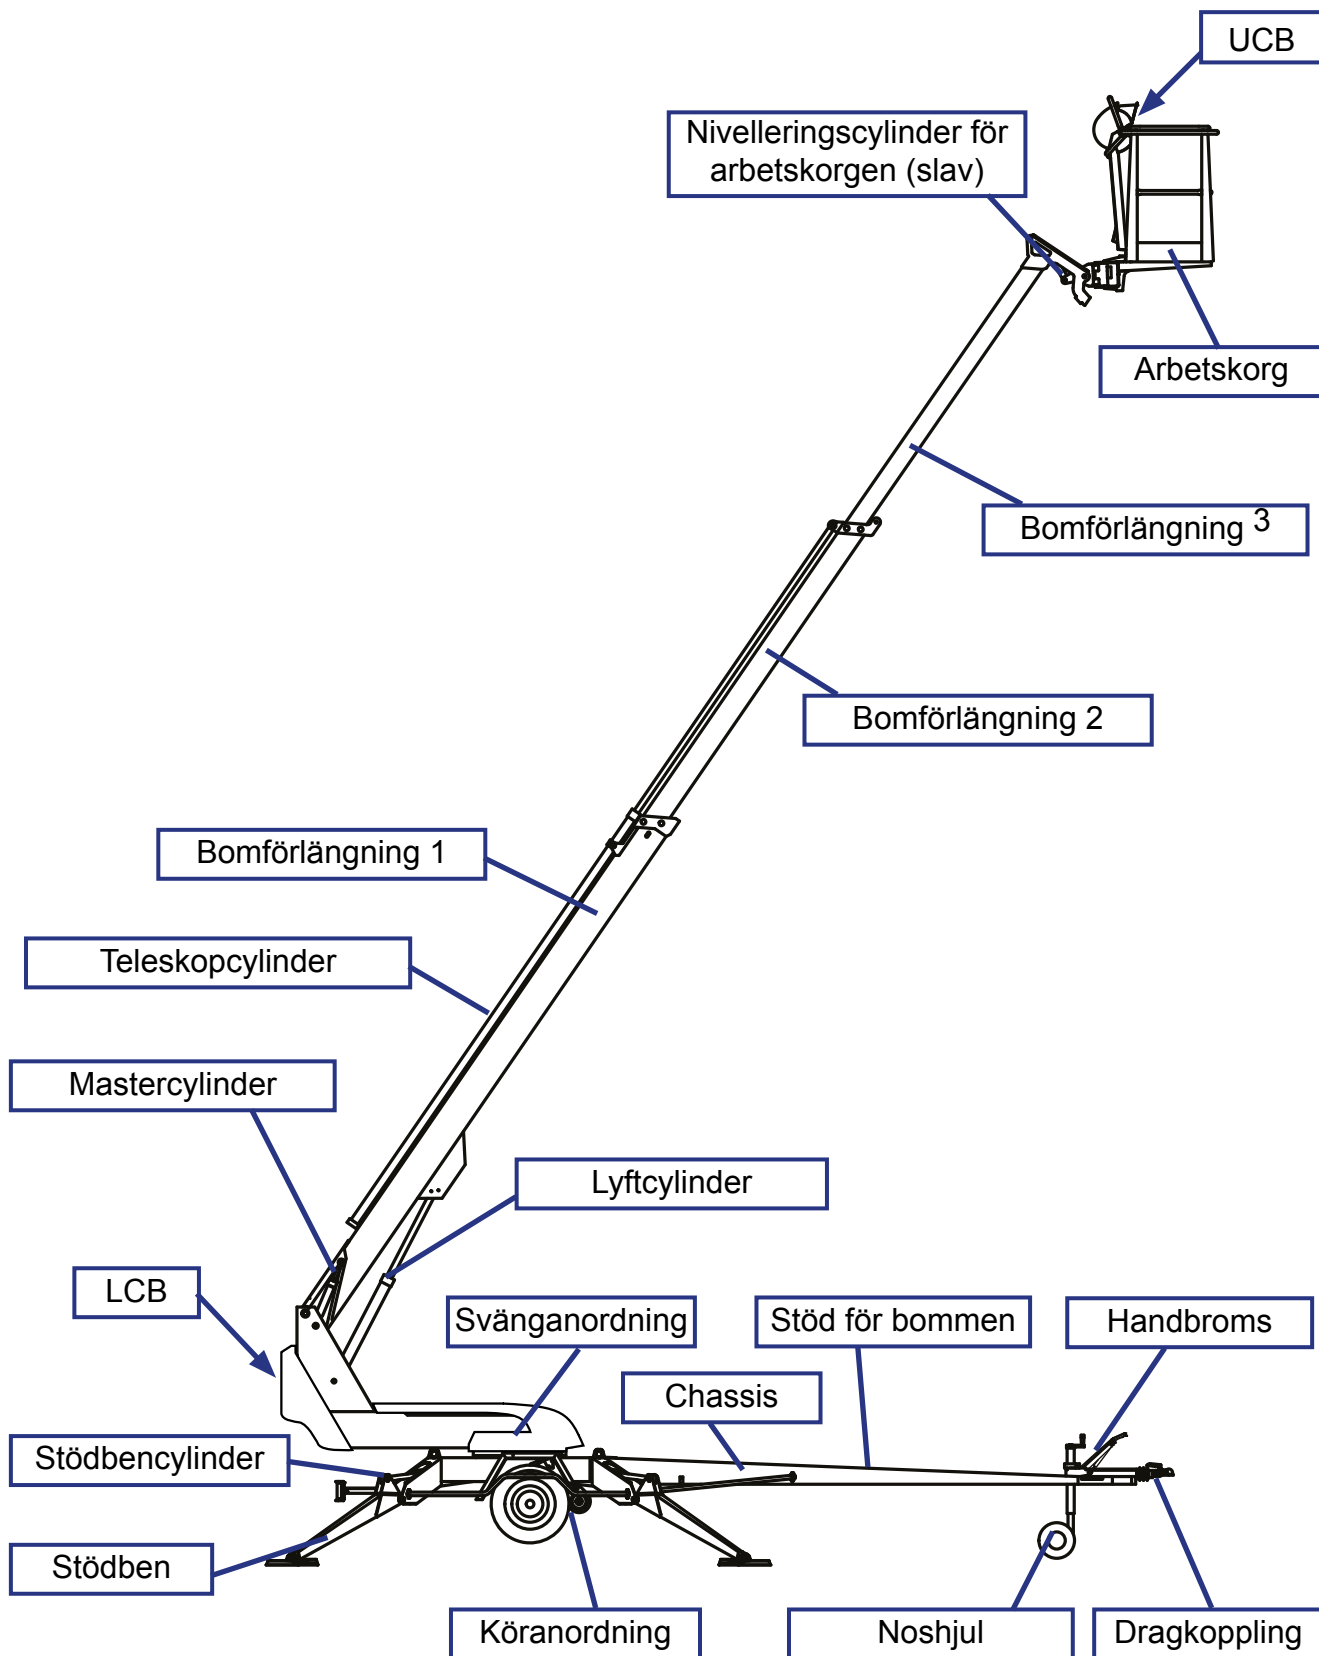 UCB
Nivelleringscylinder för
arbetskorgen (slav)
Arbetskorg
Bomförlängning 3
Bomförlängning 2
Bomförlängning 1
Teleskopcylinder
Mastercylinder
Lyftcylinder
LCB
Svänganordning
Stöd för bommen
Handbroms
Chassis
Stödbencylinder
Stödben
Köranordning
Noshjul
Dragkoppling